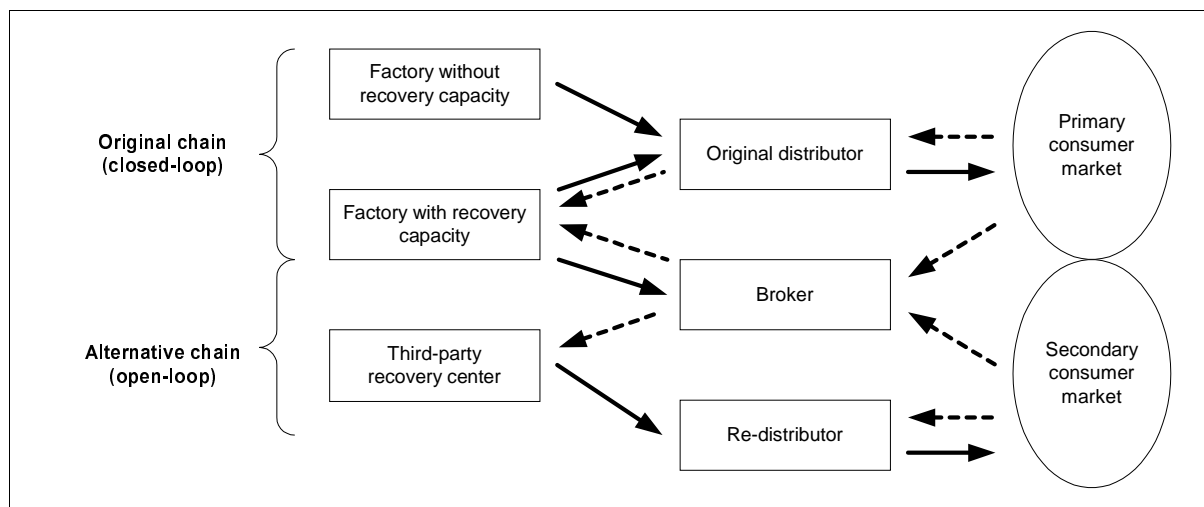 Factory without
recovery capacity
Original chain
(closed-loop)
Original distributor
Primary
consumer
market
Factory with recovery
capacity
Broker
Alternative chain
(open-loop)
Third-party
recovery center
Secondary
consumer
market
Re-distributor